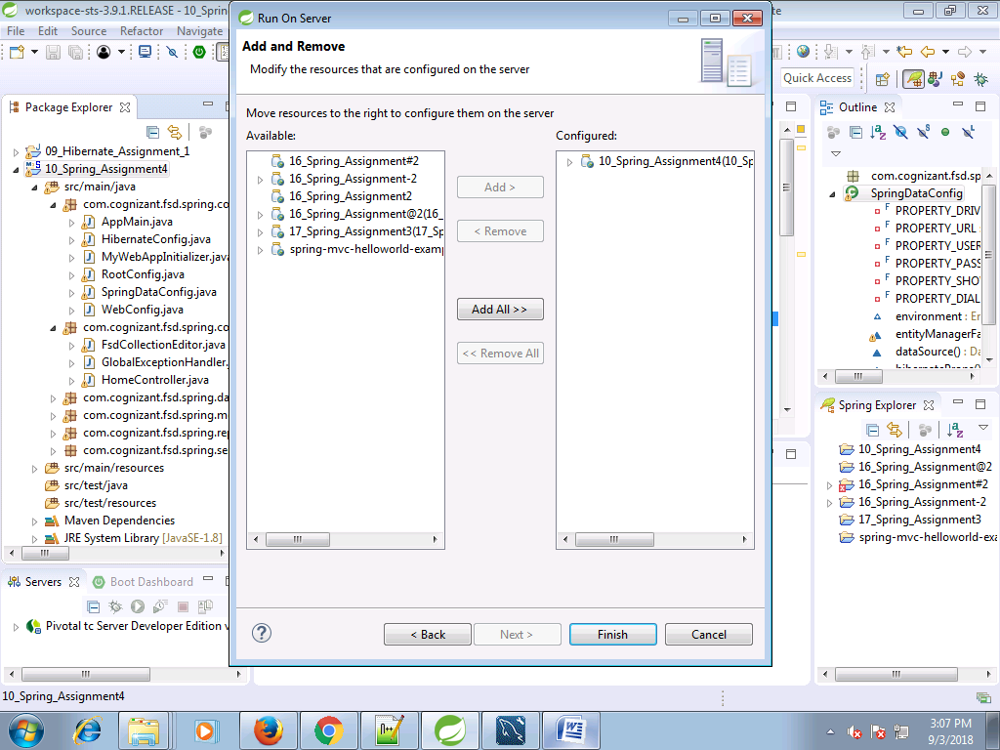 workspace-sts-3.9.1.RELEASE - 10_Sprin
Run On Server
te
File Edit Source Refactor Navigate
Add and Remove
Modify the resources that are configured on the server
Quick Access
Package Explorer
Move resources to the right to configure them on the server
Available:
Configured:
Outline
09_Hibernate_Assignment_1
10_Spring_Assignment4
src/main/java
com.cognizant.fsd.spring.co
AppMain.java
HibernateConfig.java
MyWebAppInitializer.java
RootConfig.java
SpringDataConfig.java
WebConfig.java
com.cognizant.fsd.spring.co
FsdCollectionEditor.java
GlobalExceptionHandler.
HomeController.java
com.cognizant.fsd.spring.da
com.cognizant.fsd.spring.m
com.cognizant.fsd.spring.rep
com.cognizant.fsd.spring.se
src/main/resources
src/test/java
src/test/resources
Maven Dependencies
JRE System Library [JavaSE-1.8]
16_Spring_Assignment#2
16_Spring_Assignment-2
16_Spring_Assignment2
16_Spring_Assignment@2(16_
17_Spring_Assignment3(17_Sp
spring-mvc-helloworld-exam
Add >
< Remove
Add All >>
<< Remove All
10_Spring_Assignment4(10_Sp
com.cognizant.fsd.sp
SpringDataConfig
F PROPERTY_DRIV
F PROPERTY_URL
F PROPERTY_USER
F PROPERTY_PASS
F PROPERTY_SHO
F PROPERTY_DIAL
environment : En
entityManagerFa
dataSource() : Da
Spring Explorer
10_Spring_Assignment4
16_Spring_Assignment@2
16_Spring_Assignment#2
16_Spring_Assignment-2
17_Spring_Assignment3
spring-mvc-helloworld-exa
Servers
Boot Dashboard
Pivotal tc Server Developer Edition v
? < Back Next > Finish Cancel
10_Spring_Assignment4
3:07 PM
9/3/2018